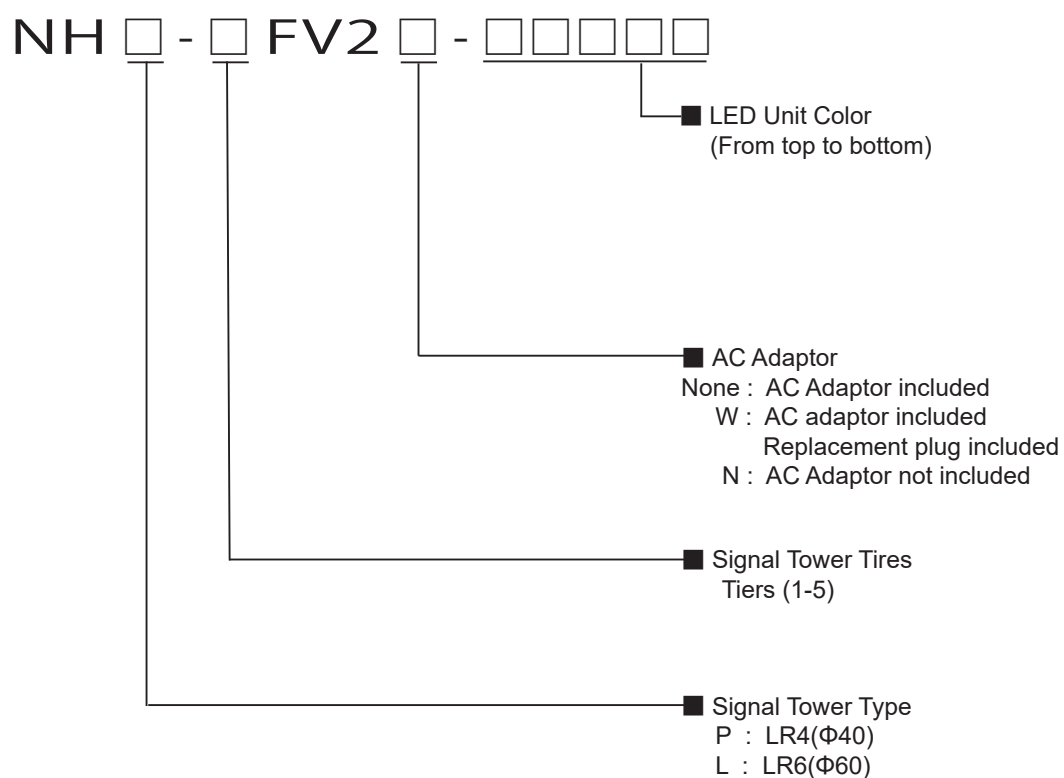 NH □ - □ FV2 □ - □□□□□
■ LED Unit Color
(From top to bottom)
■ AC Adaptor
None : AC Adaptor included
W : AC adaptor included
Replacement plug included
N : AC Adaptor not included
■ Signal Tower Tires
Tiers (1-5)
■ Signal Tower Type
P : LR4(Φ40)
L : LR6(Φ60)